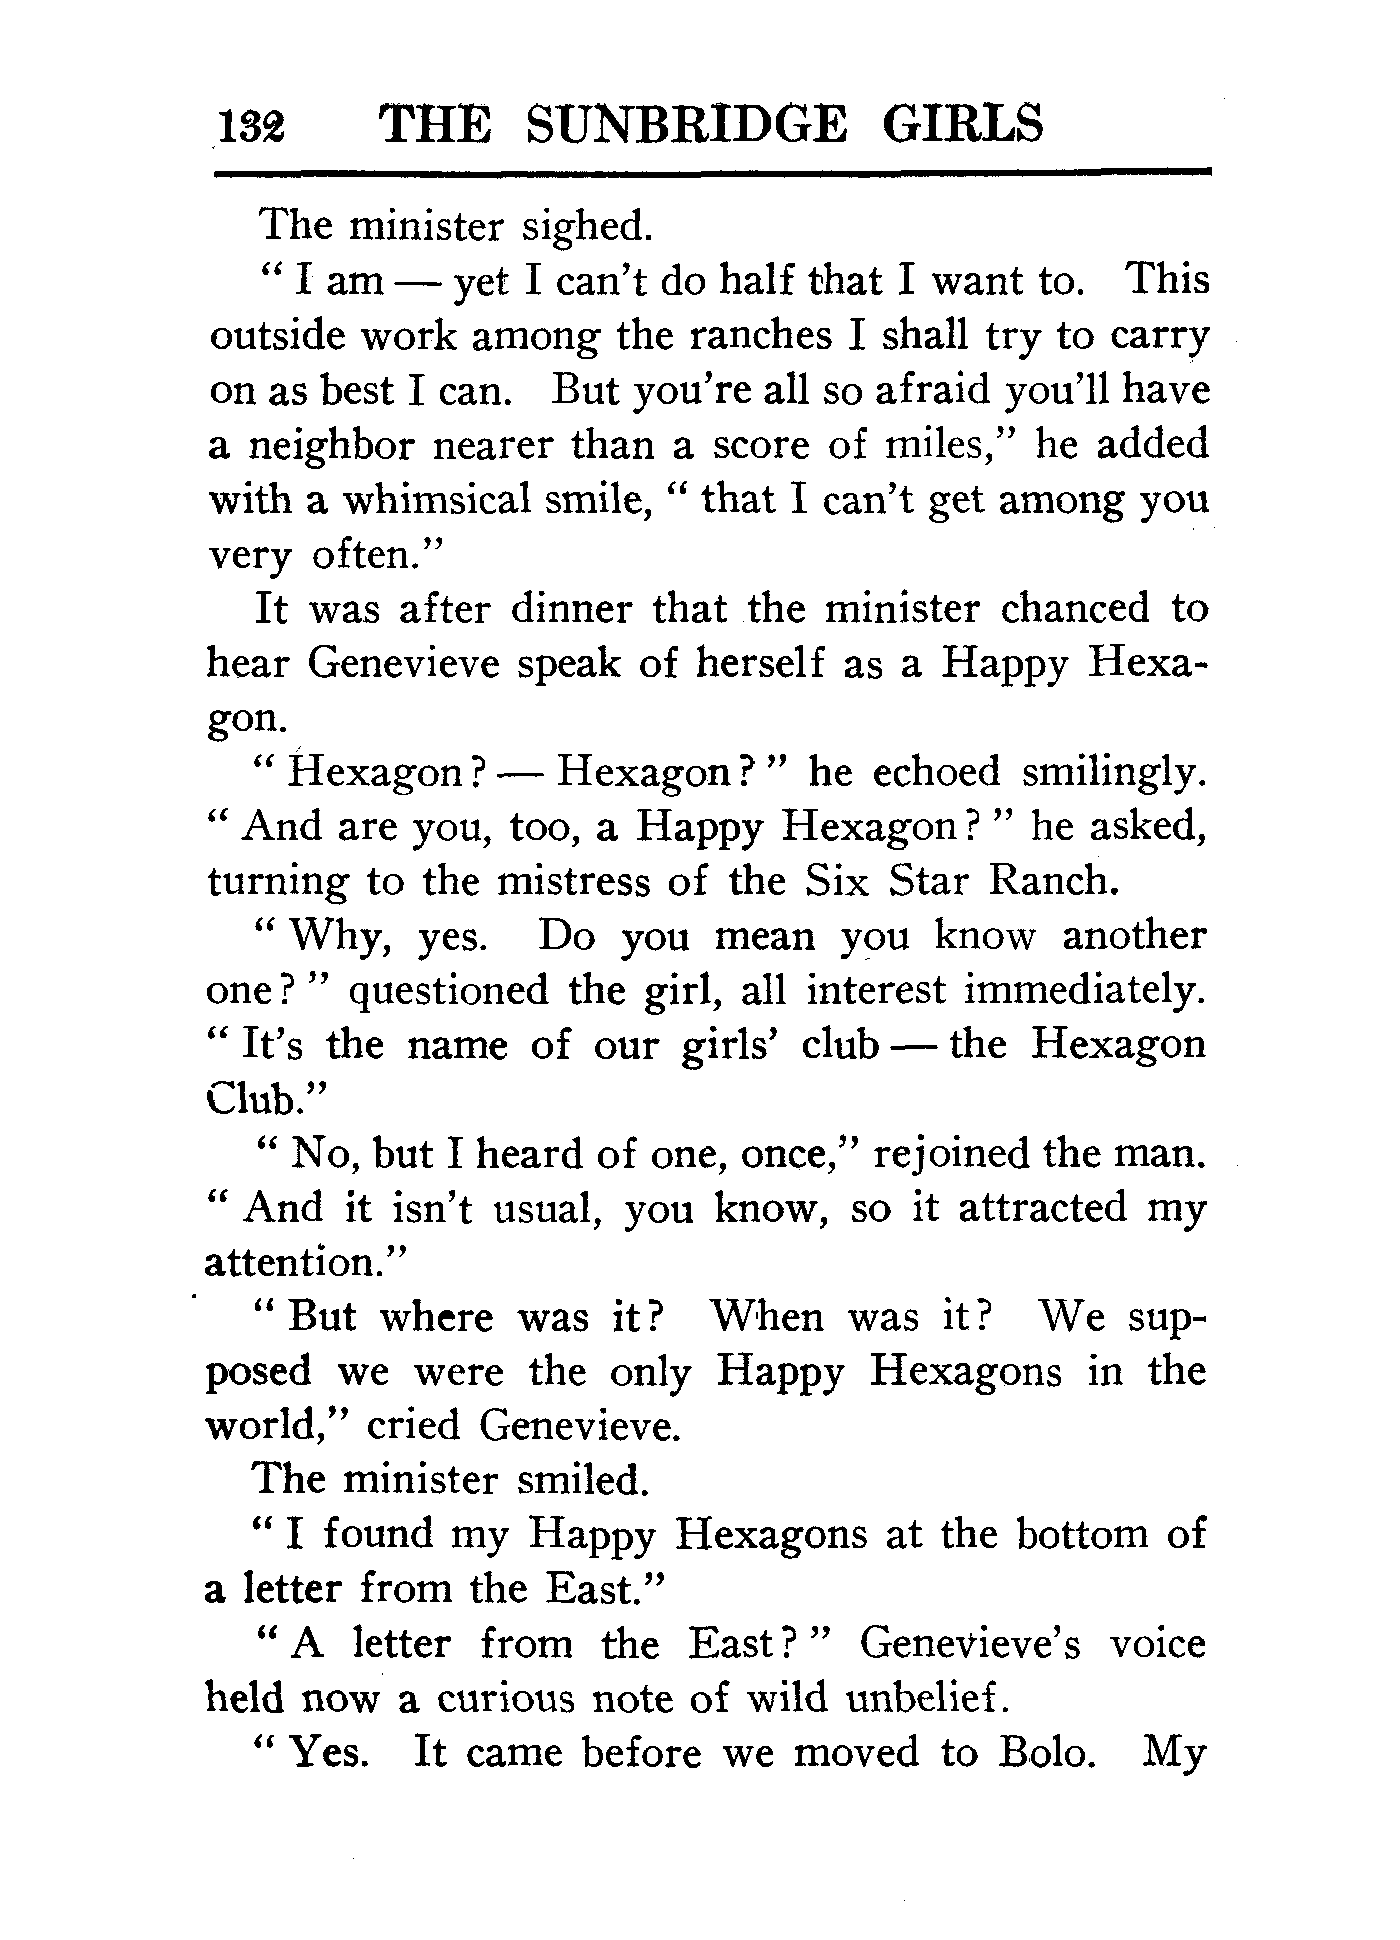 132 THE SUNBRIDGE GIRLS
The minister sighed.
“ I am — yet I can't do half that I want to. This
outside work among the ranches I shall try to carry
on as best I can. But you're all so afraid you'll have
a neighbor nearer than a score of miles,” he added
with a whimsical smile, “ that I can't get among you
very often.”
It was after dinner that the minister chanced to
hear Genevieve speak of herself as a Happy Hexa-
gon.
“ Hexagon? — Hexagon? ” he echoed smilingly.
“ And are you, too, a Happy Hexagon? ” he asked,
turning to the mistress of the Six Star Ranch.
“ Why, yes. Do you mean you know another
one? ” questioned the girl, all interest immediately.
“ It's the name of our girls' club — the Hexagon
Club.”
“ No, but I heard of one, once,” rejoined the man.
“ And it isn't usual, you know, so it attracted my
attention.”
“ But where was it? When was it? We sup-
posed we were the only Happy Hexagons in the
world,” cried Genevieve.
The minister smiled.
“ I found my Happy Hexagons at the bottom of
a letter from the East.”
“ A letter from the East? ” Genevieve's voice
held now a curious note of wild unbelief.
“ Yes. It came before we moved to Bolo. My